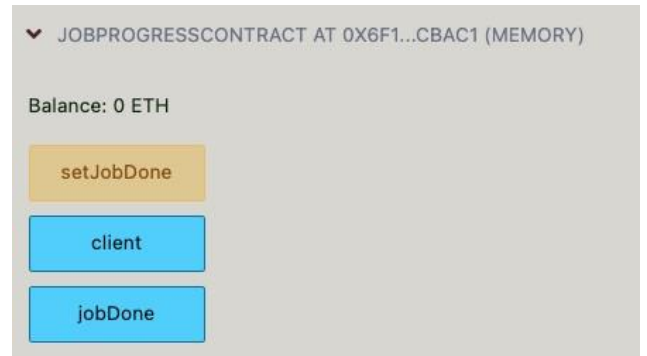 JOBPROGRESSCONTRACT AT 0X6F1...CBAC1 (MEMORY)
Balance: 0 ETH
setJobDone
client
jobDone